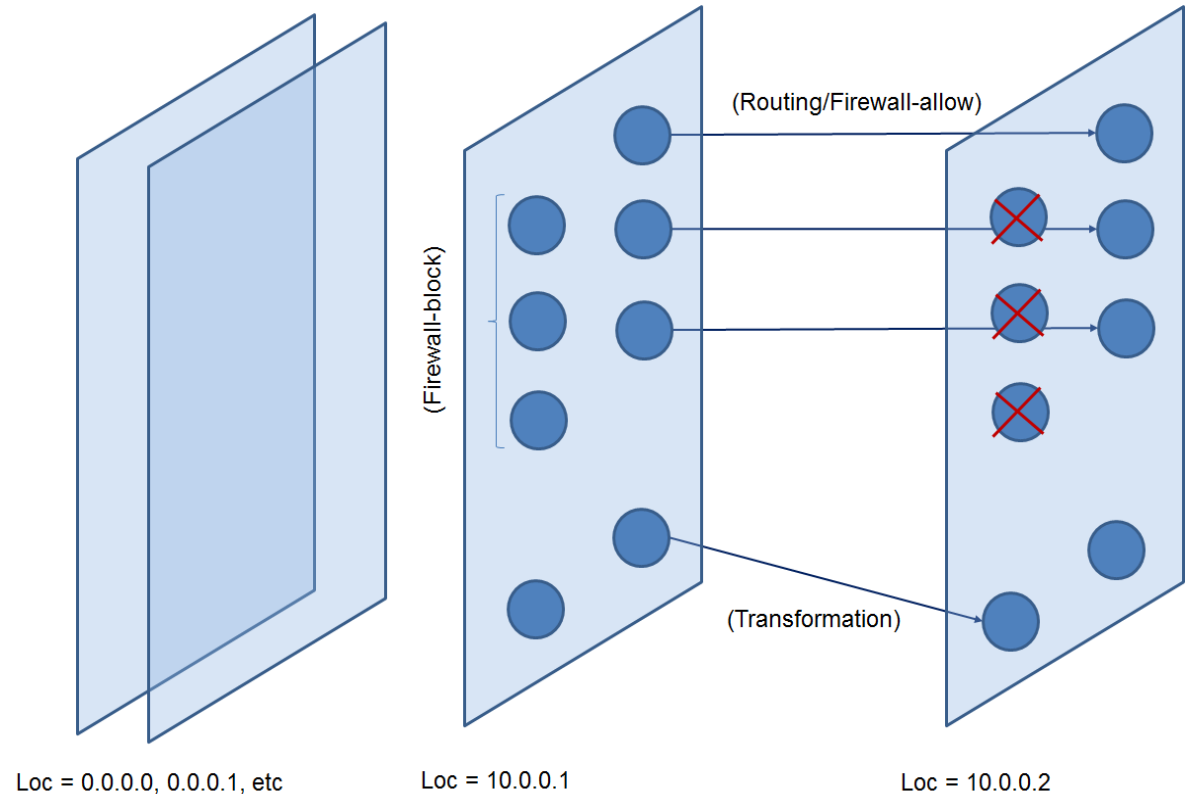 (Routing/Firewall-allow)
(Firewall-block)
(Transformation)
Loc = 0.0.0.0, 0.0.0.1, etc
Loc = 10.0.0.1
Loc = 10.0.0.2